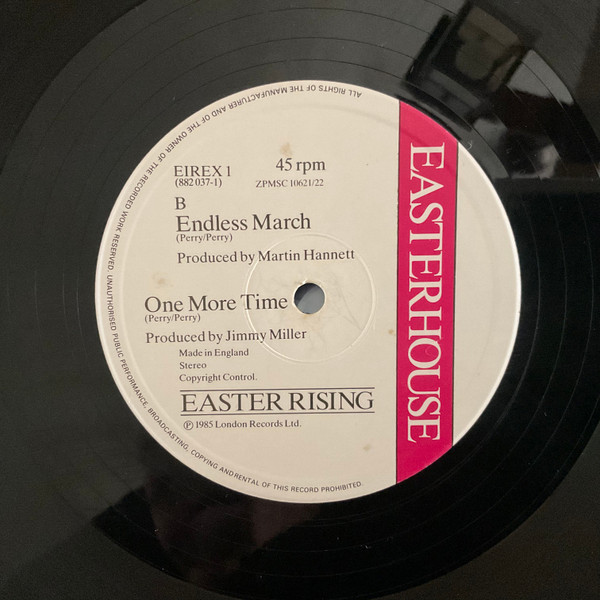 ALL RIGHTS OF THE MANUFACTURER AND OF THE OWNER OF THE RECORDED WORK RESERVED. UNAUTHORISED PUBLIC PERFORMANCE, BROADCASTING, COPYING AND RENTAL OF THIS RECORD PROHIBITED.
EIREX 1 45 rpm
(882 037-1) ZPMSC 10621/22
B
Endless March
(Perry/Perry)
Produced by Martin Hannett
One More Time
(Perry/Perry)
Produced by Jimmy Miller
Made in England
Stereo
Copyright Control.
EASTER RISING
℗ 1985 London Records Ltd.
EASTERHOUSE